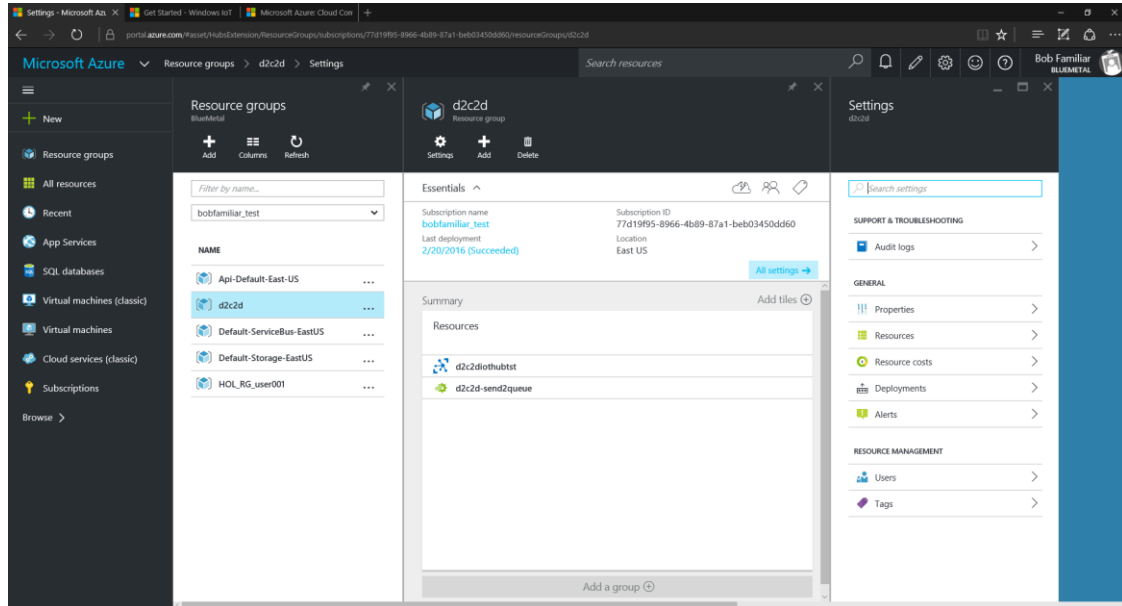 Settings - Microsoft Azu
Get Started - Windows IoT
Microsoft Azure: Cloud Con
portal.azure.com/#asset/HubsExtension/ResourceGroups/subscriptions/77d19f95-8966-4b89-87a1-beb03450dd60/resourceGroups/d2c2d
Microsoft Azure
Resource groups > d2c2d > Settings
Search resources
Bob Familiar
BLUEMETAL
New
Resource groups
All resources
Recent
App Services
SQL databases
Virtual machines (classic)
Virtual machines
Cloud services (classic)
Subscriptions
Browse >
Resource groups
BlueMetal
Add
Columns
Refresh
Filter by name...
bobfamiliar_test
NAME
Api-Default-East-US ...
d2c2d ...
Default-ServiceBus-EastUS ...
Default-Storage-EastUS ...
HOL_RG_user001 ...
d2c2d
Resource group
Settings
Add
Delete
Essentials
Subscription name
bobfamiliar_test
Subscription ID
77d19f95-8966-4b89-87a1-beb03450dd60
Last deployment
2/20/2016 (Succeeded)
Location
East US
All settings →
Summary
Add tiles
Resources
d2c2diothubtst
d2c2d-send2queue
Add a group
Settings
d2c2d
Search settings
SUPPORT & TROUBLESHOOTING
Audit logs
GENERAL
Properties
Resources
Resource costs
Deployments
Alerts
RESOURCE MANAGEMENT
Users
Tags